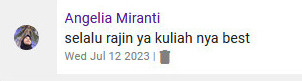 Angelia Miranti
selalu rajin ya kuliah nya best
Wed Jul 12 2023 |